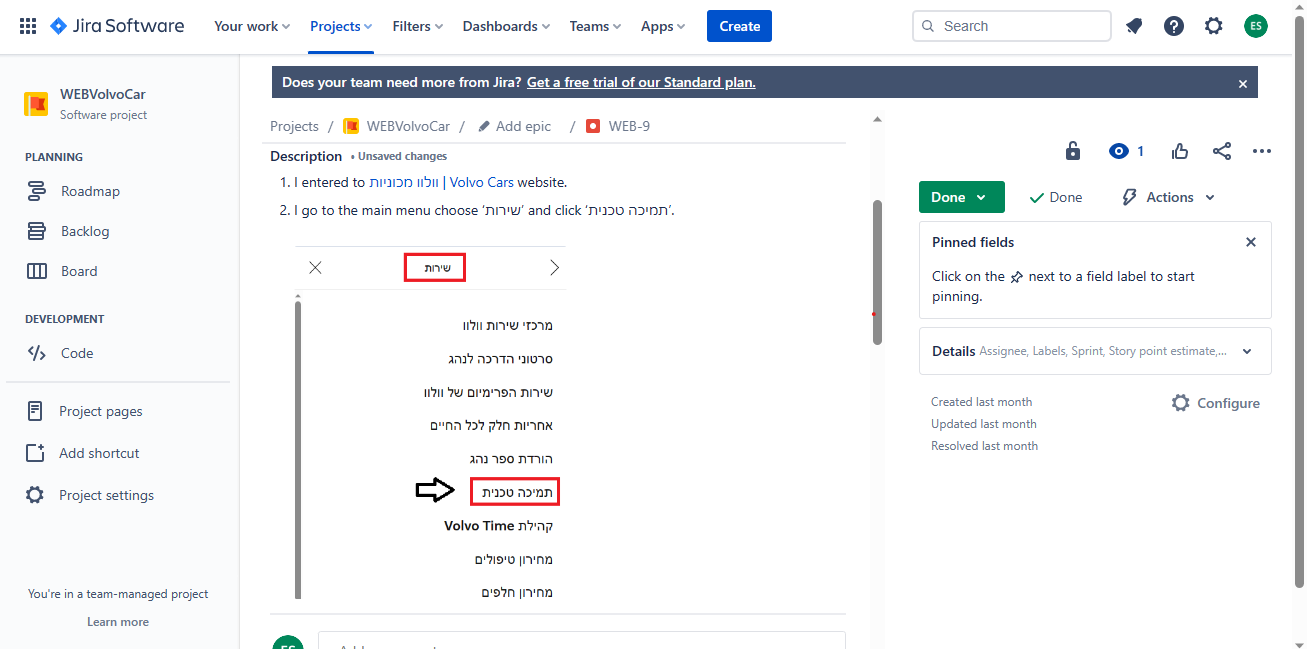 Jira Software
Your work
Projects
Filters
Dashboards
Teams
Apps
Create
Search
ES
WEBVolvoCar
Software project
PLANNING
Roadmap
Backlog
Board
DEVELOPMENT
Code
Project pages
Add shortcut
Project settings
You're in a team-managed project
Learn more
Does your team need more from Jira? Get a free trial of our Standard plan.
Projects / WEBVolvoCar / Add epic / WEB-9
Description • Unsaved changes
1. I entered to וולוו מכוניות | Volvo Cars website.
2. I go to the main menu choose ‘שירות’ and click ‘תמיכה טכנית’.
שירות
מרכזי שירות וולוו
סרטוני הדרכה לנהג
שירות הפרימיום של וולוו
אחריות חלק לכל החיים
הורדת ספר נהג
תמיכה טכנית
קהילת Volvo Time
מחירון טיפולים
מחירון חלפים
ES
1
Done
Done
Actions
Pinned fields
Click on the next to a field label to start
pinning.
Details Assignee, Labels, Sprint, Story point estimate,...
Created last month
Updated last month
Resolved last month
Configure